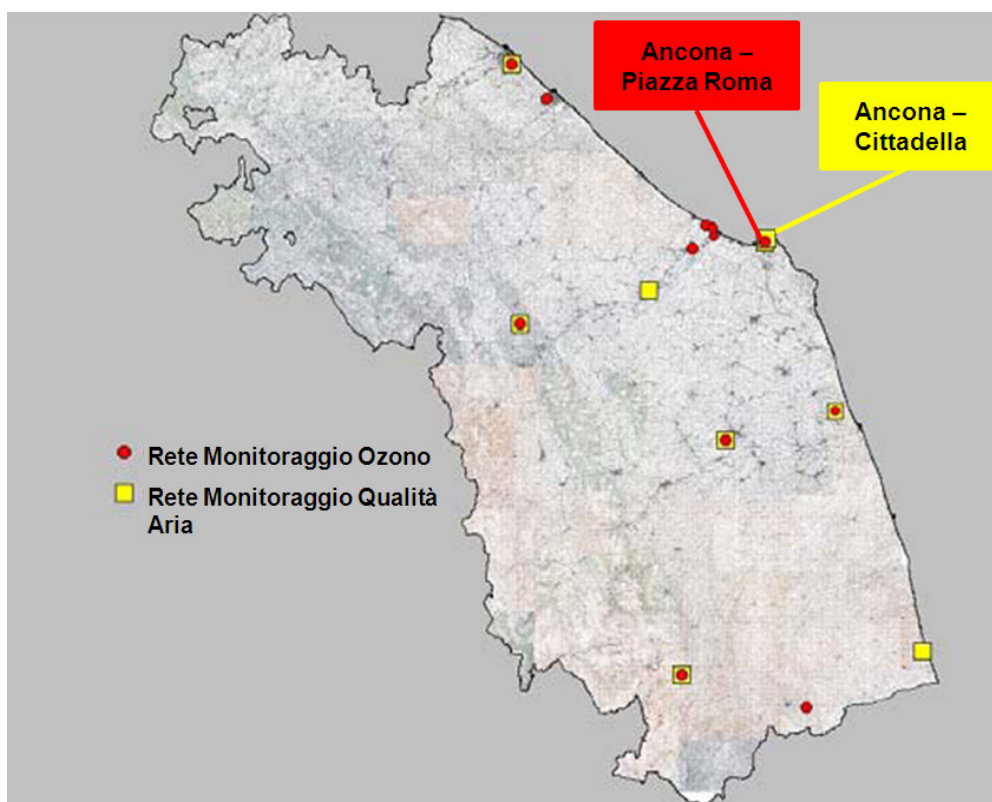 Ancona –
Piazza Roma
Ancona –
Cittadella
Rete Monitoraggio Ozono
Rete Monitoraggio Qualità
Aria